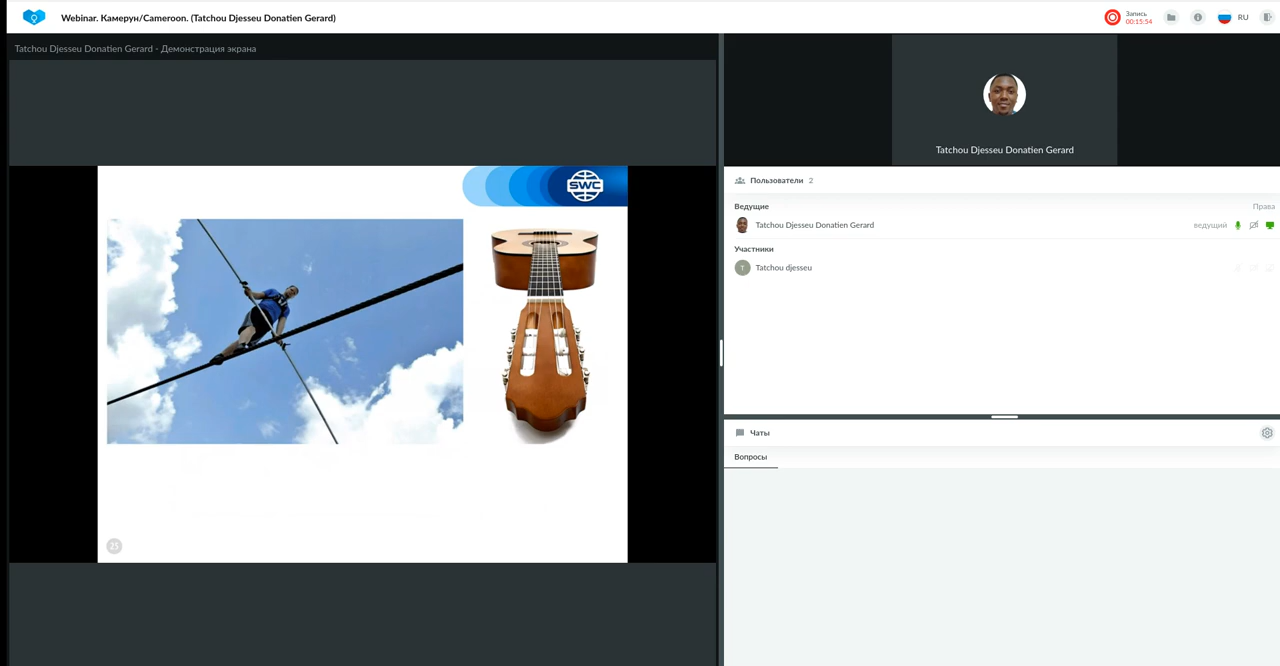 Webinar. Камерун/Cameroon. (Tatchou Djesseu Donatien Gerard)
Запись
00:15:54
RU
Tatchou Djesseu Donatien Gerard - Демонстрация экрана
Tatchou Djesseu Donatien Gerard
SWC
25
Пользователи 2
Ведущие Права
Tatchou Djesseu Donatien Gerard ведущий
Участники
T Tatchou djesseu
Чаты
Вопросы